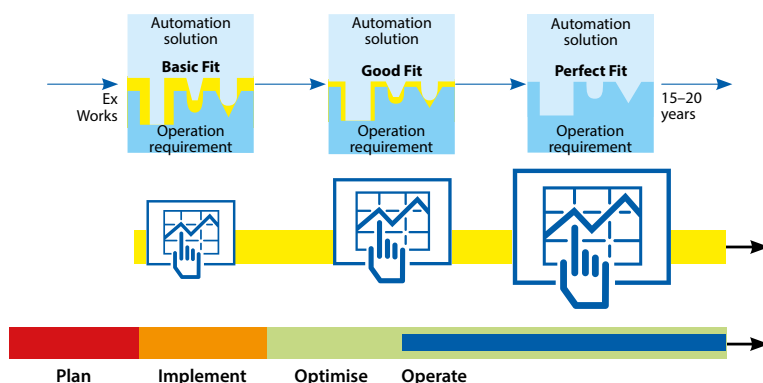 Automation
solution
Basic Fit
Operation
requirement
Automation
solution
Good Fit
Operation
requirement
Automation
solution
Perfect Fit
Operation
requirement
Ex
Works
15–20
years
Plan
Implement
Optimise
Operate